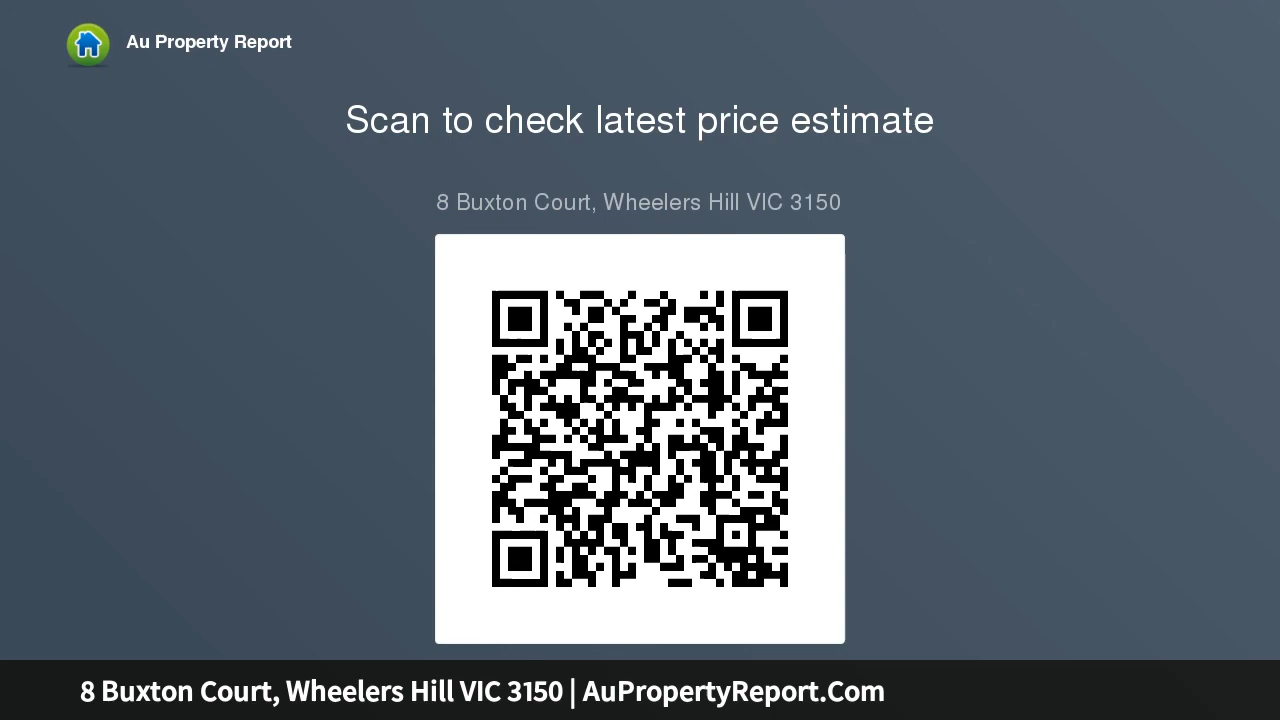 Au Property Report
Scan to check latest price estimate
8 Buxton Court, Wheelers Hill VIC 3150
8 Buxton Court, Wheelers Hill VIC 3150 | AuPropertyReport.Com